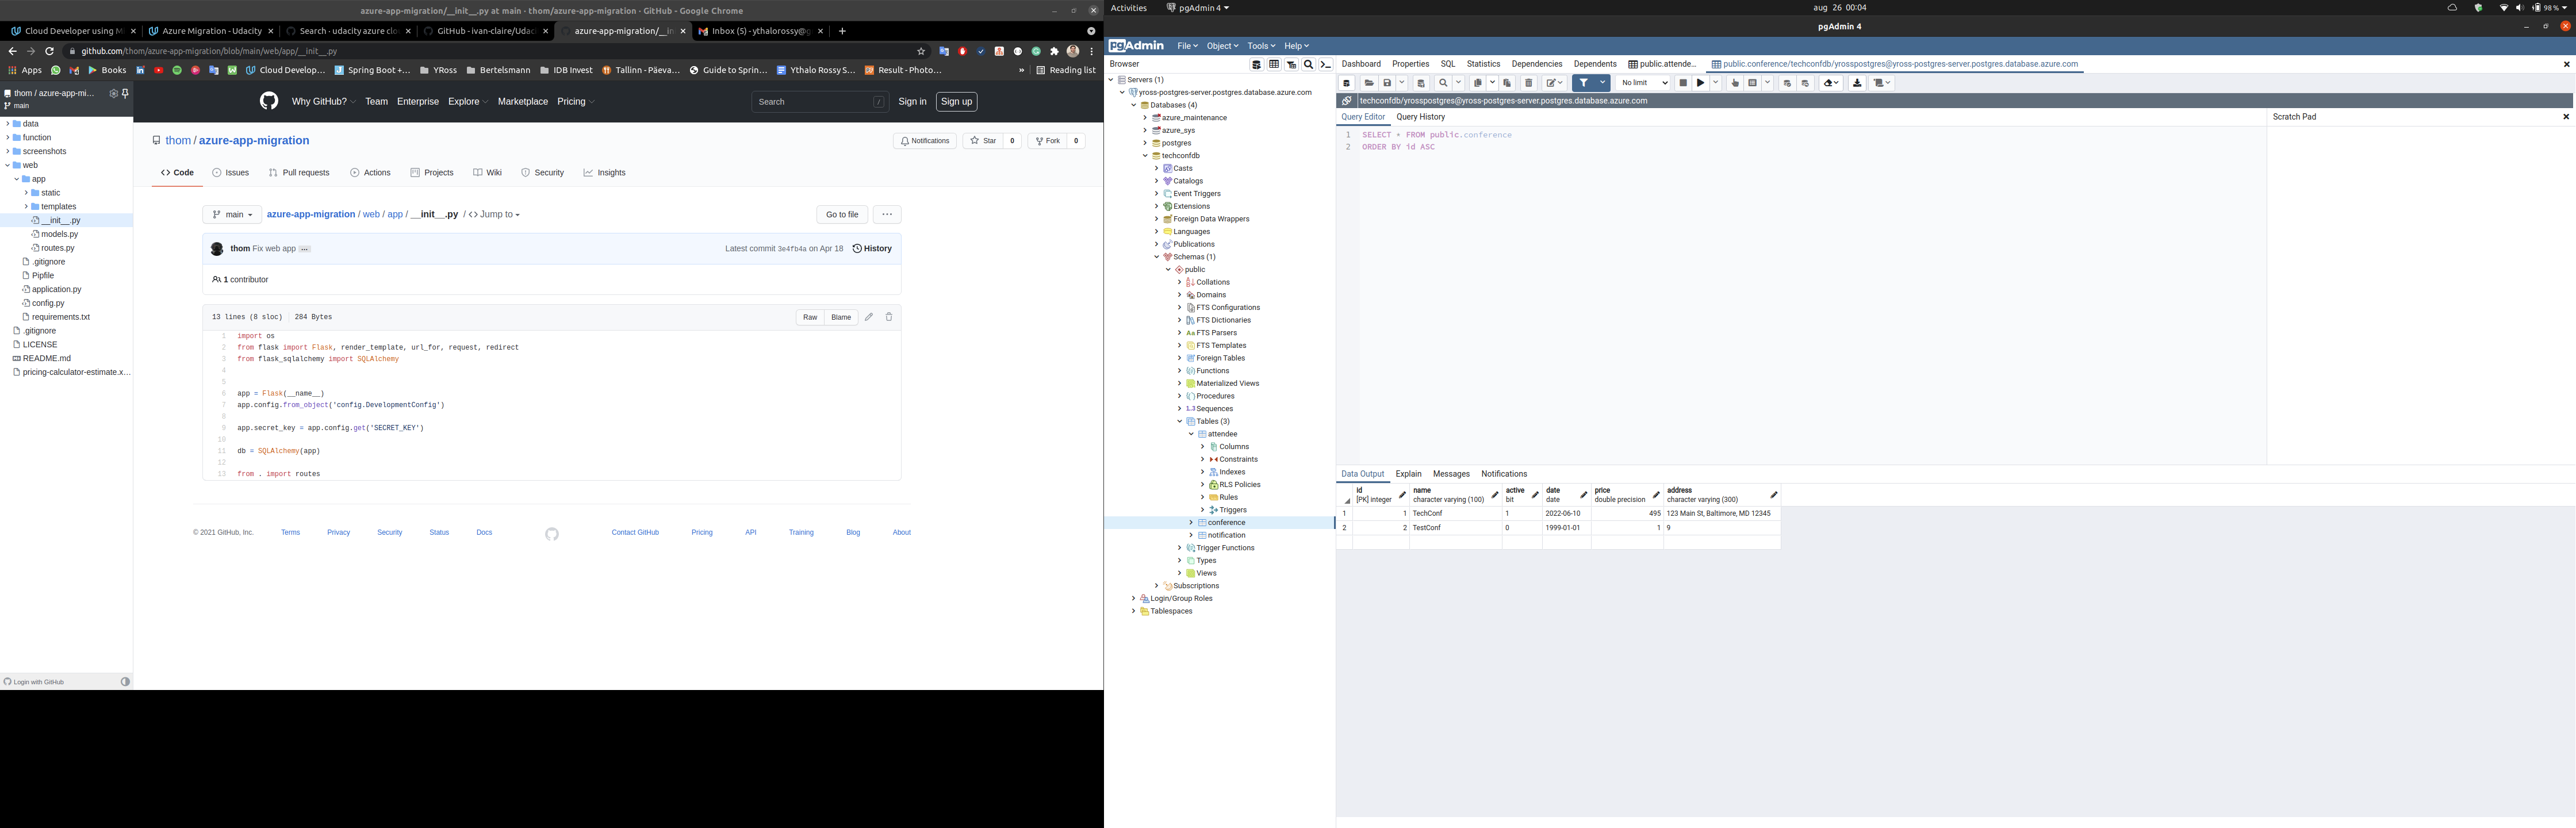 azure-app-migration/__init__.py at main · thom/azure-app-migration · GitHub - Google Chrome
Cloud Developer using M
Azure Migration - Udacity
Search · udacity azure clo
GitHub - ivan-claire/Udac
azure-app-migration/__in
Inbox (5) - ythalorossy@g
github.com/thom/azure-app-migration/blob/main/web/app/__init__.py
Apps
Books
Cloud Develop…
Spring Boot +…
YRoss
Bertelsmann
IDB Invest
Tallinn - Päeva…
Guide to Sprin…
Ythalo Rossy S…
Result - Photo…
»
Reading list
thom / azure-app-mi…
main
data
function
screenshots
web
app
static
templates
__init__.py
models.py
routes.py
.gitignore
Pipfile
application.py
config.py
requirements.txt
.gitignore
LICENSE
README.md
pricing-calculator-estimate.x…
Login with GitHub
Why GitHub?
Team
Enterprise
Explore
Marketplace
Pricing
Search
/
Sign in
Sign up
thom / azure-app-migration
Notifications
Star 0
Fork 0
Code
Issues
Pull requests
Actions
Projects
Wiki
Security
Insights
main
azure-app-migration / web / app / __init__.py / <> Jump to
Go to file
thom Fix web app
Latest commit 3e4fb4a on Apr 18
History
1 contributor
13 lines (8 sloc) 284 Bytes
Raw
Blame
1 import os
2 from flask import Flask, render_template, url_for, request, redirect
3 from flask_sqlalchemy import SQLAlchemy
4
5
6 app = Flask(__name__)
7 app.config.from_object('config.DevelopmentConfig')
8
9 app.secret_key = app.config.get('SECRET_KEY')
10
11 db = SQLAlchemy(app)
12
13 from . import routes
© 2021 GitHub, Inc.
Terms
Privacy
Security
Status
Docs
Contact GitHub
Pricing
API
Training
Blog
About
Activities
pgAdmin 4
aug 26 00:04
98 %
pgAdmin 4
pgAdmin
File
Object
Tools
Help
Browser
Servers (1)
yross-postgres-server.postgres.database.azure.com
Databases (4)
azure_maintenance
azure_sys
postgres
techconfdb
Casts
Catalogs
Event Triggers
Extensions
Foreign Data Wrappers
Languages
Publications
Schemas (1)
public
Collations
Domains
FTS Configurations
FTS Dictionaries
FTS Parsers
FTS Templates
Foreign Tables
Functions
Materialized Views
Procedures
Sequences
Tables (3)
attendee
Columns
Constraints
Indexes
RLS Policies
Rules
Triggers
conference
notification
Trigger Functions
Types
Views
Subscriptions
Login/Group Roles
Tablespaces
Dashboard
Properties
SQL
Statistics
Dependencies
Dependents
public.attende…
public.conference/techconfdb/yrosspostgres@yross-postgres-server.postgres.database.azure.com
No limit
techconfdb/yrosspostgres@yross-postgres-server.postgres.database.azure.com
Query Editor
Query History
Scratch Pad
1 SELECT * FROM public.conference
2 ORDER BY id ASC
Data Output
Explain
Messages
Notifications
id name active date price address
[PK] integer character varying (100) bit date double precision character varying (300)
1 1 TechConf 1 2022-06-10 495 123 Main St, Baltimore, MD 12345
2 2 TestConf 0 1999-01-01 1 9